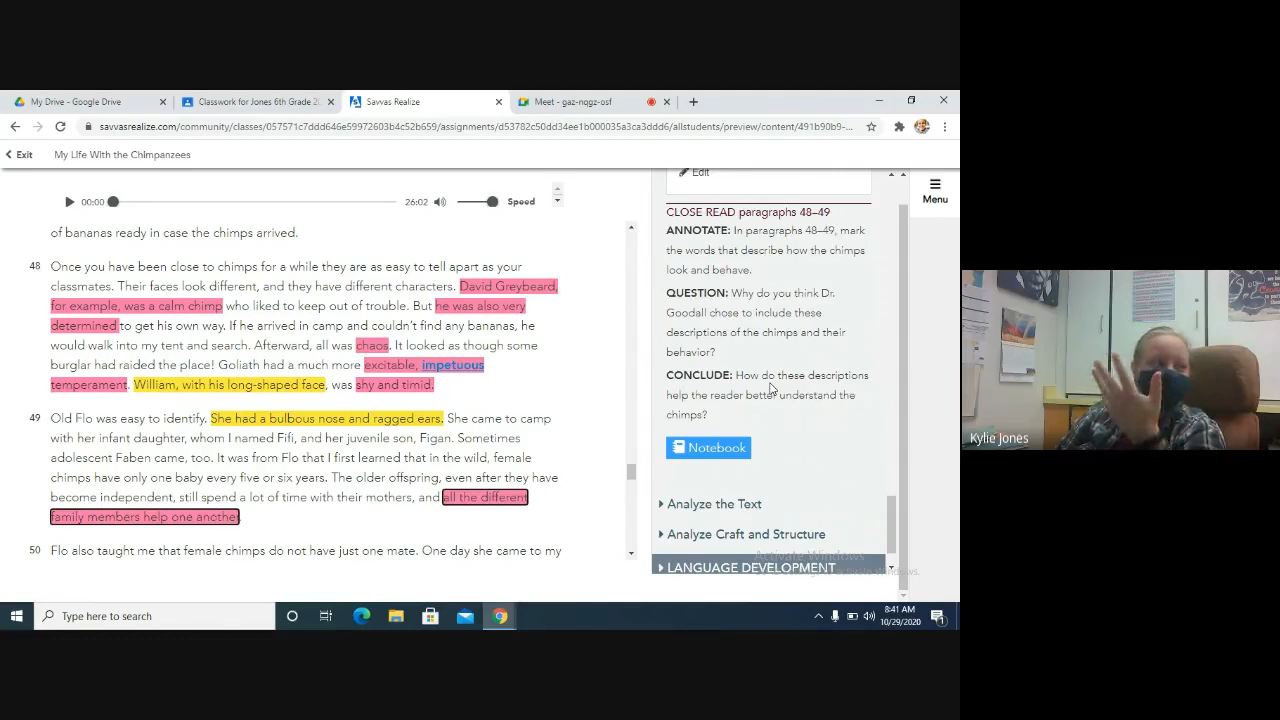 My Drive - Google Drive
Classwork for Jones 6th Grade 2
Savvas Realize
Meet - gaz-nqgz-osf
savvasrealize.com/community/classes/057571c7ddd646e59972603b4c52b659/assignments/d53782c50dd34ee1b000035a3ca3ddd6/allstudents/preview/content/491b90b9-...
Exit
My Life With the Chimpanzees
00:00
26:02
Speed
of bananas ready in case the chimps arrived.
48 Once you have been close to chimps for a while they are as easy to tell apart as your
classmates. Their faces look different, and they have different characters. David Greybeard,
for example, was a calm chimp who liked to keep out of trouble. But he was also very
determined to get his own way. If he arrived in camp and couldn't find any bananas, he
would walk into my tent and search. Afterward, all was chaos. It looked as though some
burglar had raided the place! Goliath had a much more excitable, impetuous
temperament. William, with his long-shaped face, was shy and timid.
49 Old Flo was easy to identify. She had a bulbous nose and ragged ears. She came to camp
with her infant daughter, whom I named Fifi, and her juvenile son, Figan. Sometimes
adolescent Faben came, too. It was from Flo that I first learned that in the wild, female
chimps have only one baby every five or six years. The older offspring, even after they have
become independent, still spend a lot of time with their mothers, and all the different
family members help one another.
50 Flo also taught me that female chimps do not have just one mate. One day she came to my
Edit
CLOSE READ paragraphs 48–49
ANNOTATE: In paragraphs 48–49, mark
the words that describe how the chimps
look and behave.
QUESTION: Why do you think Dr.
Goodall chose to include these
descriptions of the chimps and their
behavior?
CONCLUDE: How do these descriptions
help the reader better understand the
chimps?
Notebook
Analyze the Text
Analyze Craft and Structure
LANGUAGE DEVELOPMENT
Activate Windows
Menu
Kylie Jones
Type here to search
8:41 AM
10/29/2020